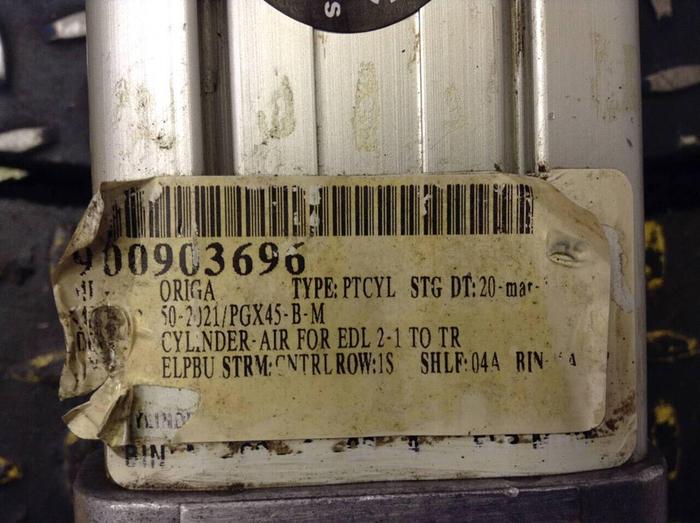 S
900903696
ORIGA TYPE: PTCYL STG DT: 20-mar-
50-2021/PGX45-B-M
CYLINDER-AIR FOR EDL 2-1 TO TR
ELPBU STRM: CNTRL ROW:1S SHLF: 04A BIN
BIN